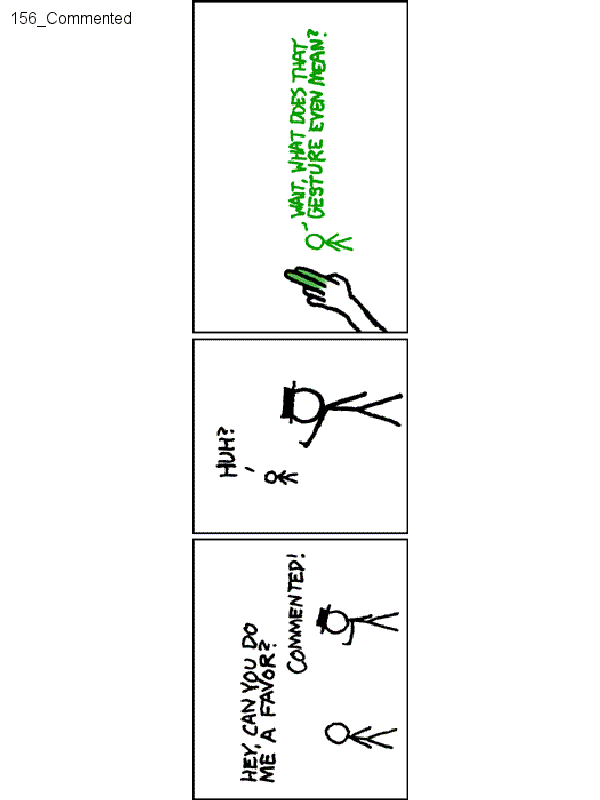 156_Commented
HEY, CAN YOU DO
ME A FAVOR?
COMMENTED!
HUH?
WAIT, WHAT DOES THAT
GESTURE EVEN MEAN?